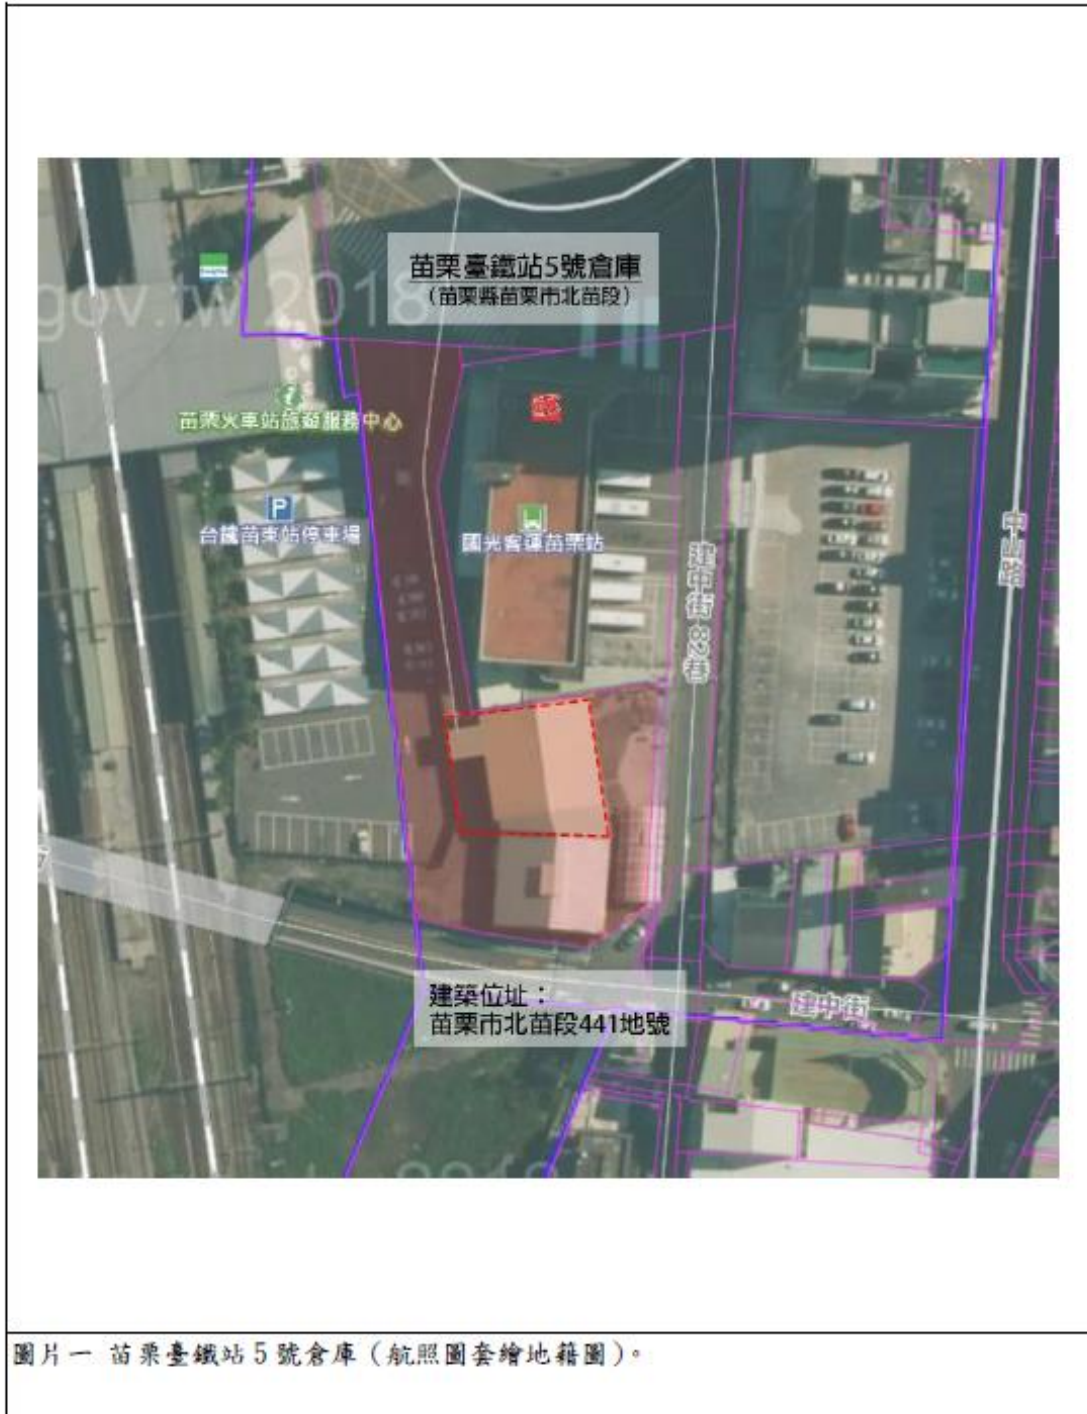 苗栗臺鐵站5號倉庫
（苗栗縣苗栗市北苗段）
gov.tw 2018
苗栗火車站旅遊服務中心
P
台鐵苗栗站停車場
國光客運苗栗站
建中街 82巷
中山路
建築位址：
苗栗市北苗段441地號
建中街
圖片一 苗栗臺鐵站 5 號倉庫（航照圖套繪地籍圖）。